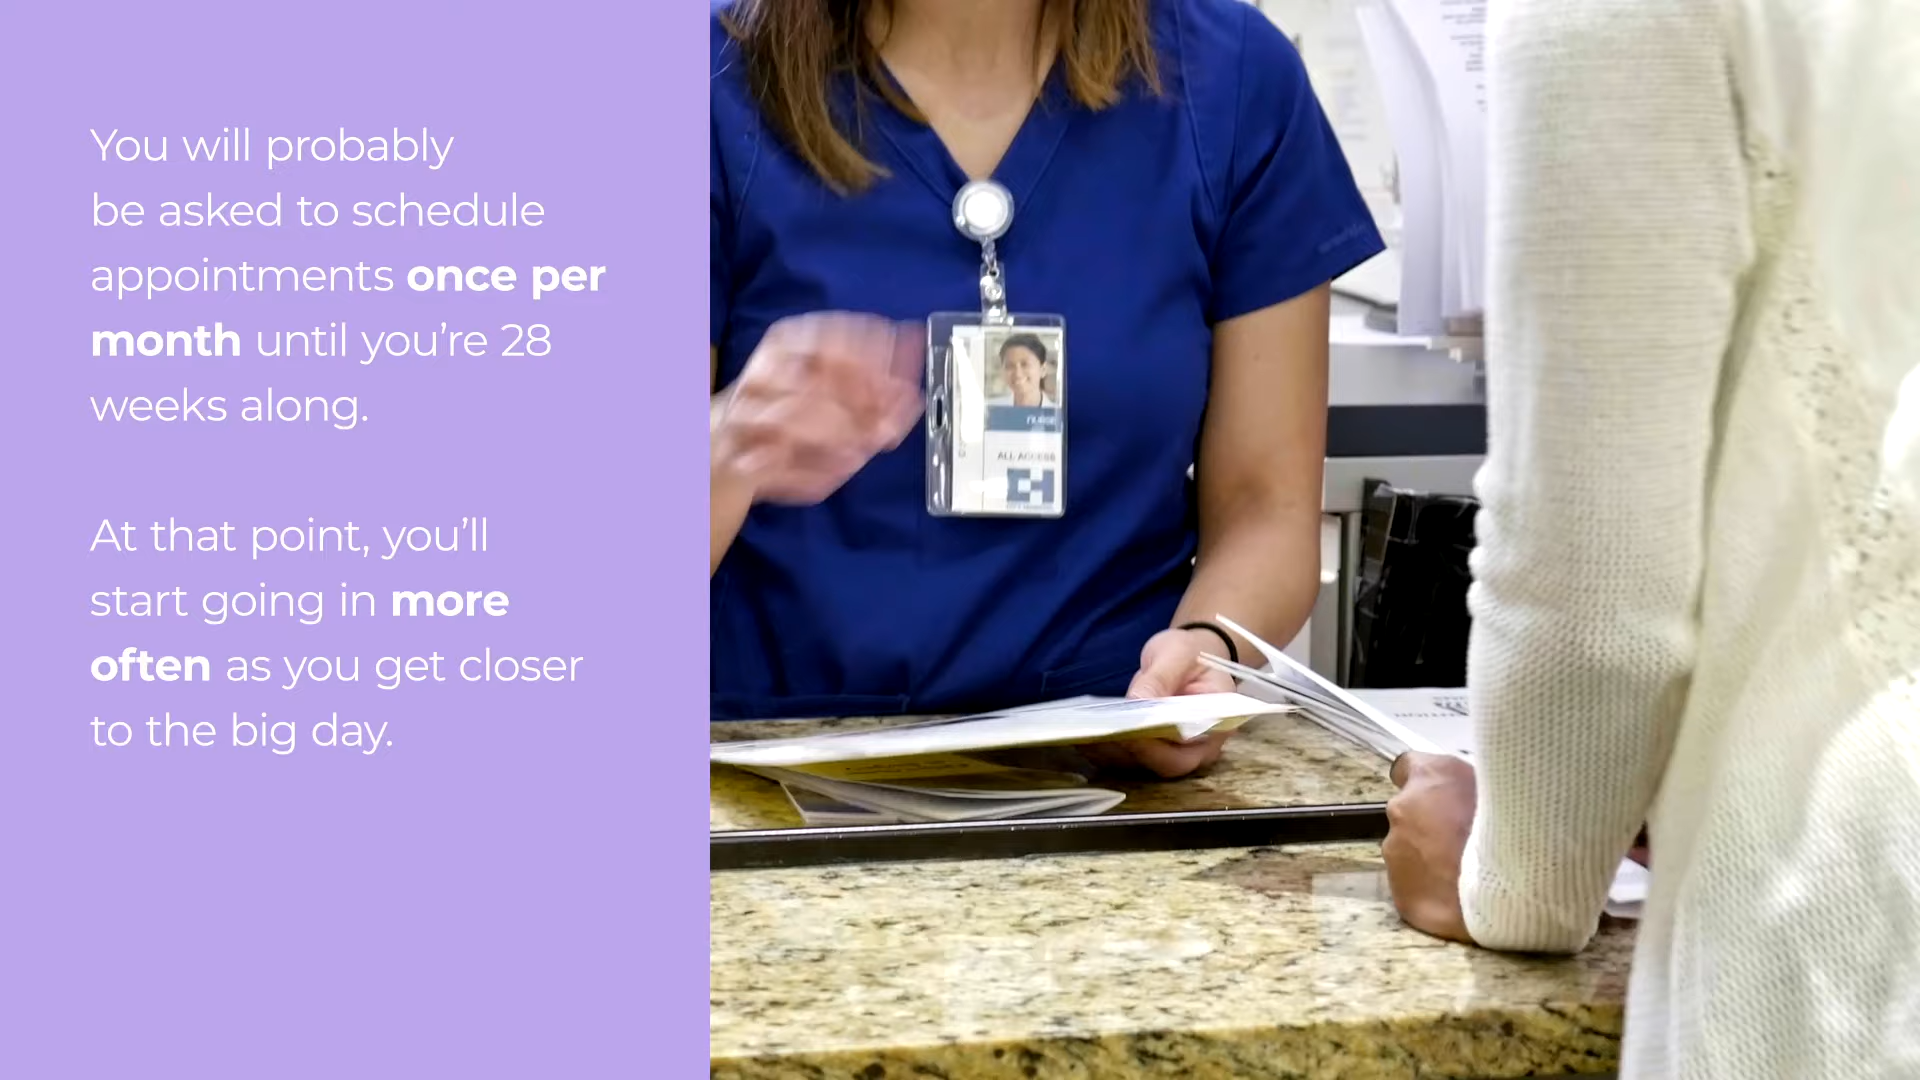 You will probably
be asked to schedule
appointments once per
month until you’re 28
weeks along.
At that point, you’ll
start going in more
often as you get closer
to the big day.
nurse
ALL ACCESS